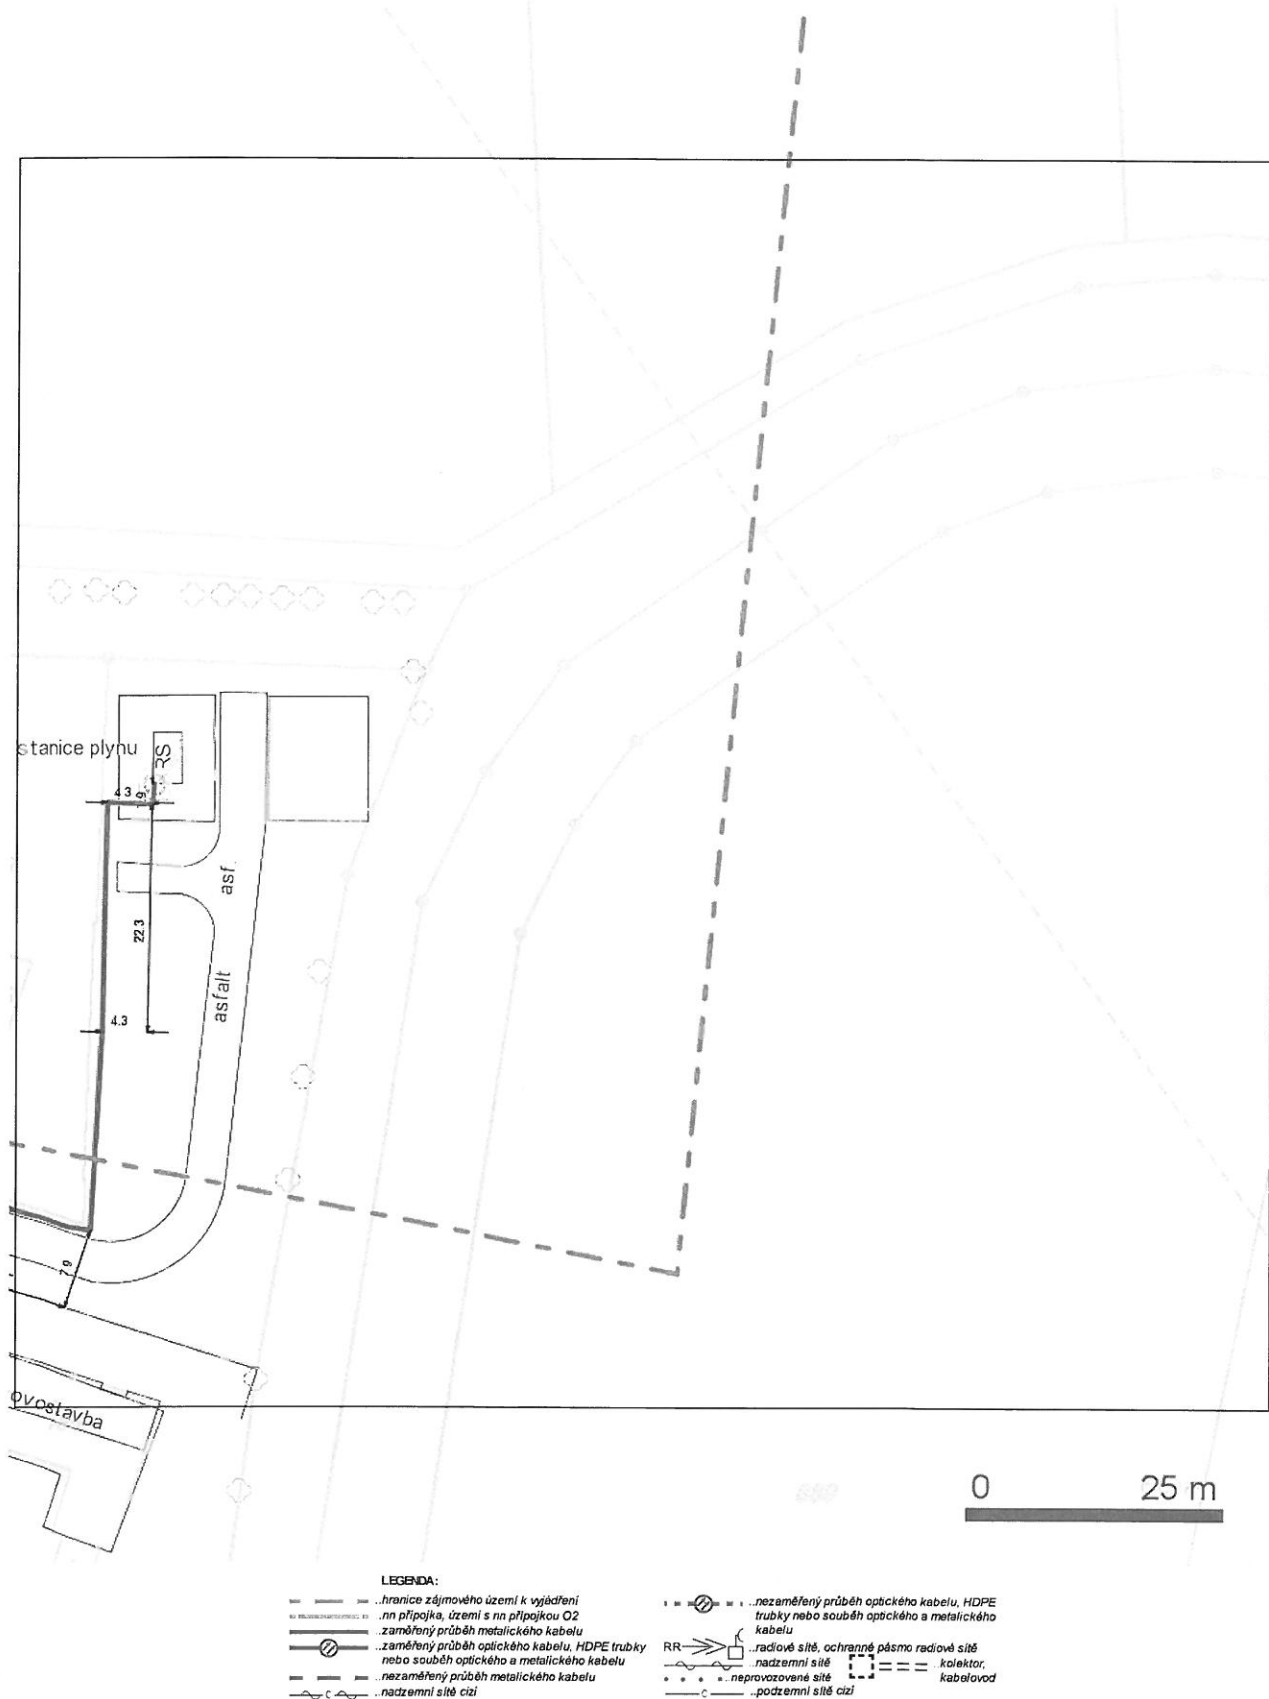 stanice plynu
RS
4.3
asf.
22.3
asfalt
4.3
7.9
ovostavba
0 25 m
LEGENDA:
..hranice zájmového území k vyjádření
..nn přípojka, území s nn přípojkou O2
..zaměřený průběh metalického kabelu
..zaměřený průběh optického kabelu, HDPE trubky
nebo souběh optického a metalického kabelu
..nezaměřený průběh metalického kabelu
C ..nadzemní sítě cizí
..nezaměřený průběh optického kabelu, HDPE
trubky nebo souběh optického a metalického
kabelu
RR ..radiové sítě, ochranné pásmo radiové sítě
..nadzemní sítě
..kolektor,
kabelovod
..neprovozované sítě
C ..podzemní sítě cizí